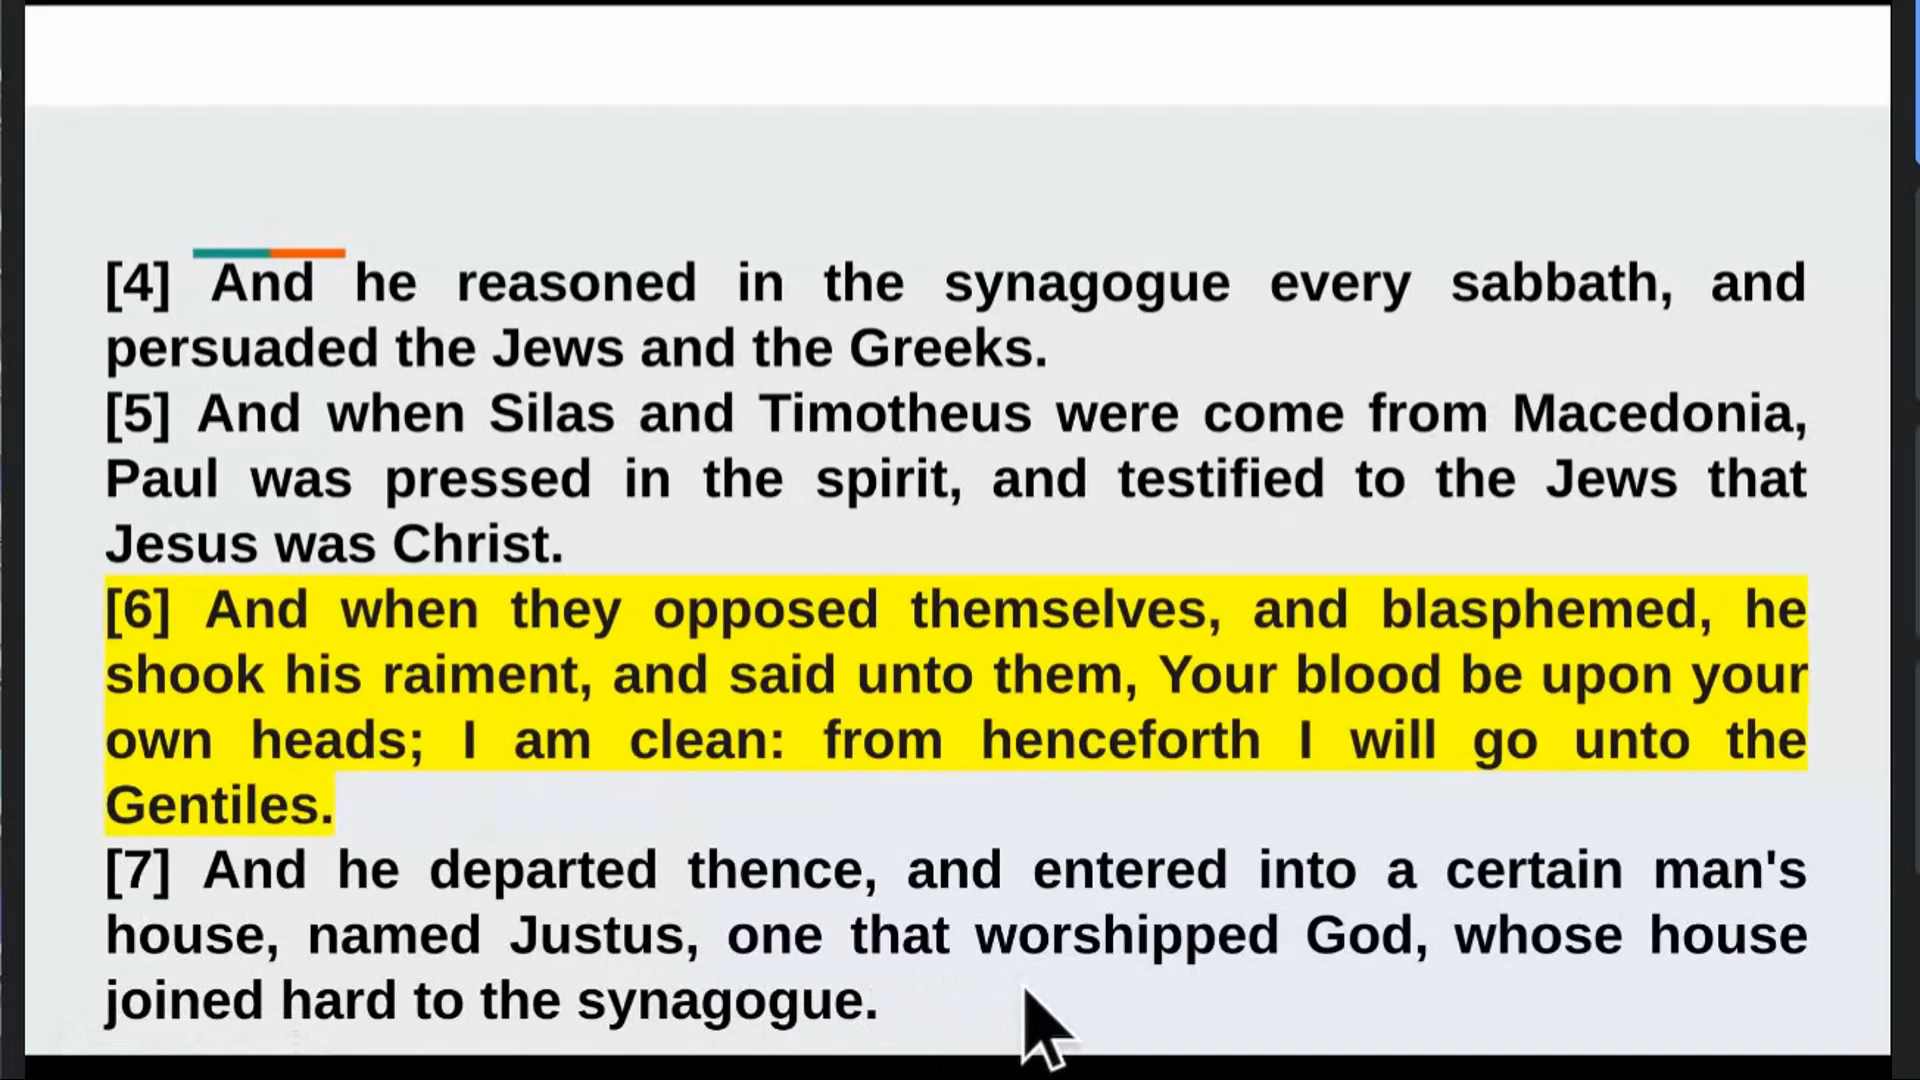 [4] And he reasoned in the synagogue every sabbath, and
persuaded the Jews and the Greeks.
[5] And when Silas and Timotheus were come from Macedonia,
Paul was pressed in the spirit, and testified to the Jews that
Jesus was Christ.
[6] And when they opposed themselves, and blasphemed, he
shook his raiment, and said unto them, Your blood be upon your
own heads; I am clean: from henceforth I will go unto the
Gentiles.
[7] And he departed thence, and entered into a certain man's
house, named Justus, one that worshipped God, whose house
joined hard to the synagogue.